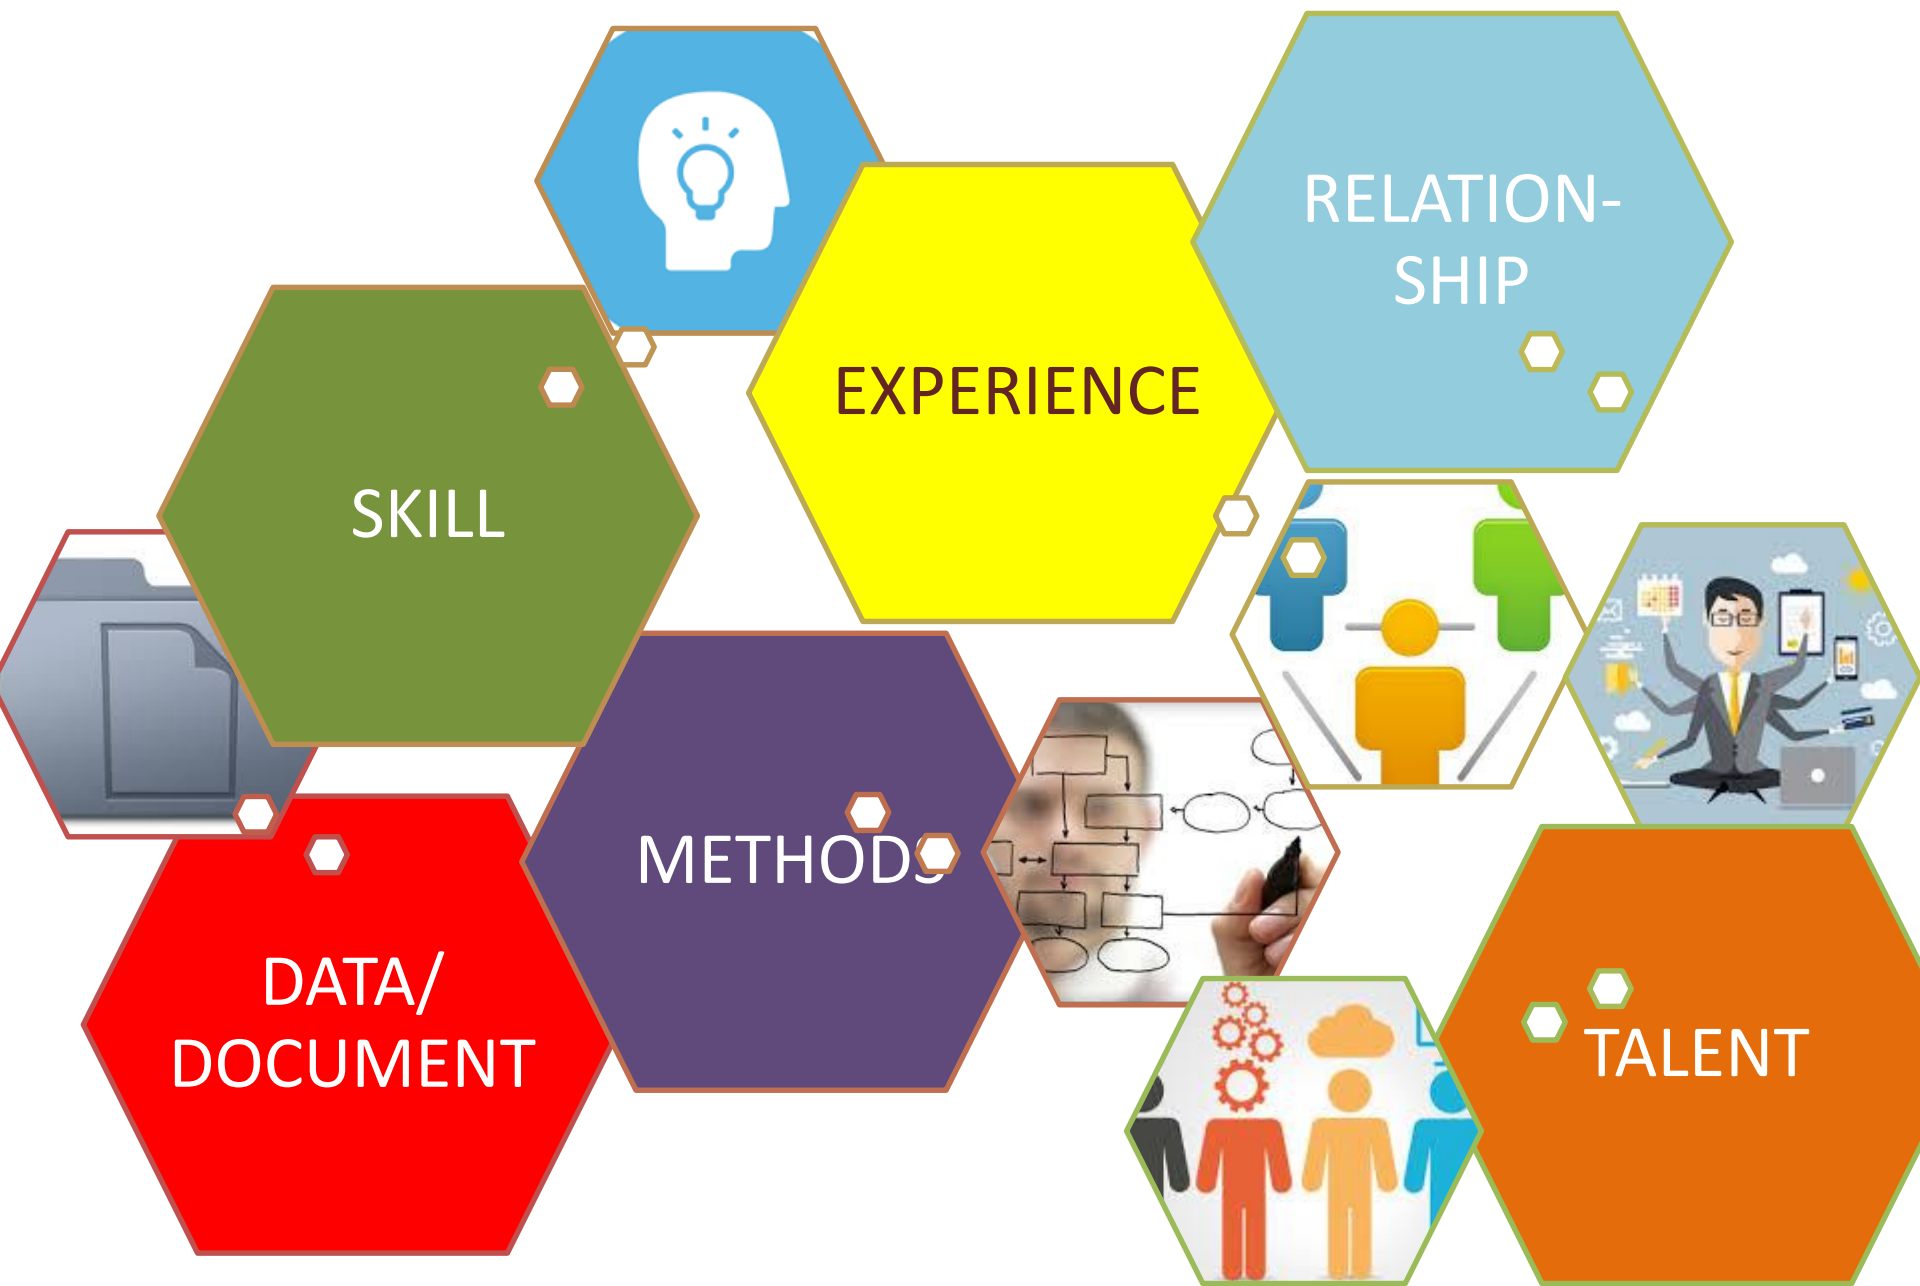 RELATION-
SHIP
EXPERIENCE
SKILL
METHODS
DATA/
DOCUMENT
TALENT